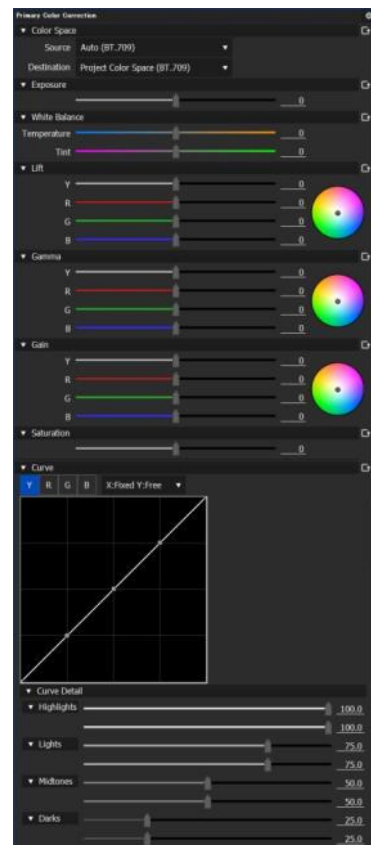 Primary Color Correction
Color Space
Source Auto (BT.709)
Destination Project Color Space (BT.709)
Exposure
0
White Balance
Temperature 0
Tint 0
Lift
Y 0
R 0
G 0
B 0
Gamma
Y 0
R 0
G 0
B 0
Gain
Y 0
R 0
G 0
B 0
Saturation
0
Curve
Y R G B X:Fixed Y:Free
Curve Detail
Highlights 100.0
100.0
Lights 75.0
75.0
Midtones 50.0
50.0
Darks 25.0
25.0